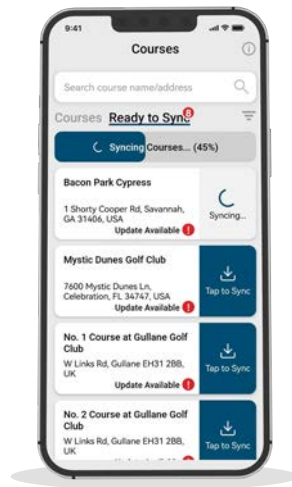 9:41
Courses
Search course name/address
Courses Ready to Sync 8
Syncing Courses... (45%)
Bacon Park Cypress
1 Shorty Cooper Rd, Savannah,
GA 31406, USA
Update Available
Syncing...
Mystic Dunes Golf Club
7600 Mystic Dunes Ln,
Celebration, FL 34747, USA
Update Available
Tap to Sync
No. 1 Course at Gullane Golf
Club
W Links Rd, Gullane EH31 2BB,
UK
Update Available
Tap to Sync
No. 2 Course at Gullane Golf
Club
W Links Rd, Gullane EH31 2BB,
UK
Tap to Sync